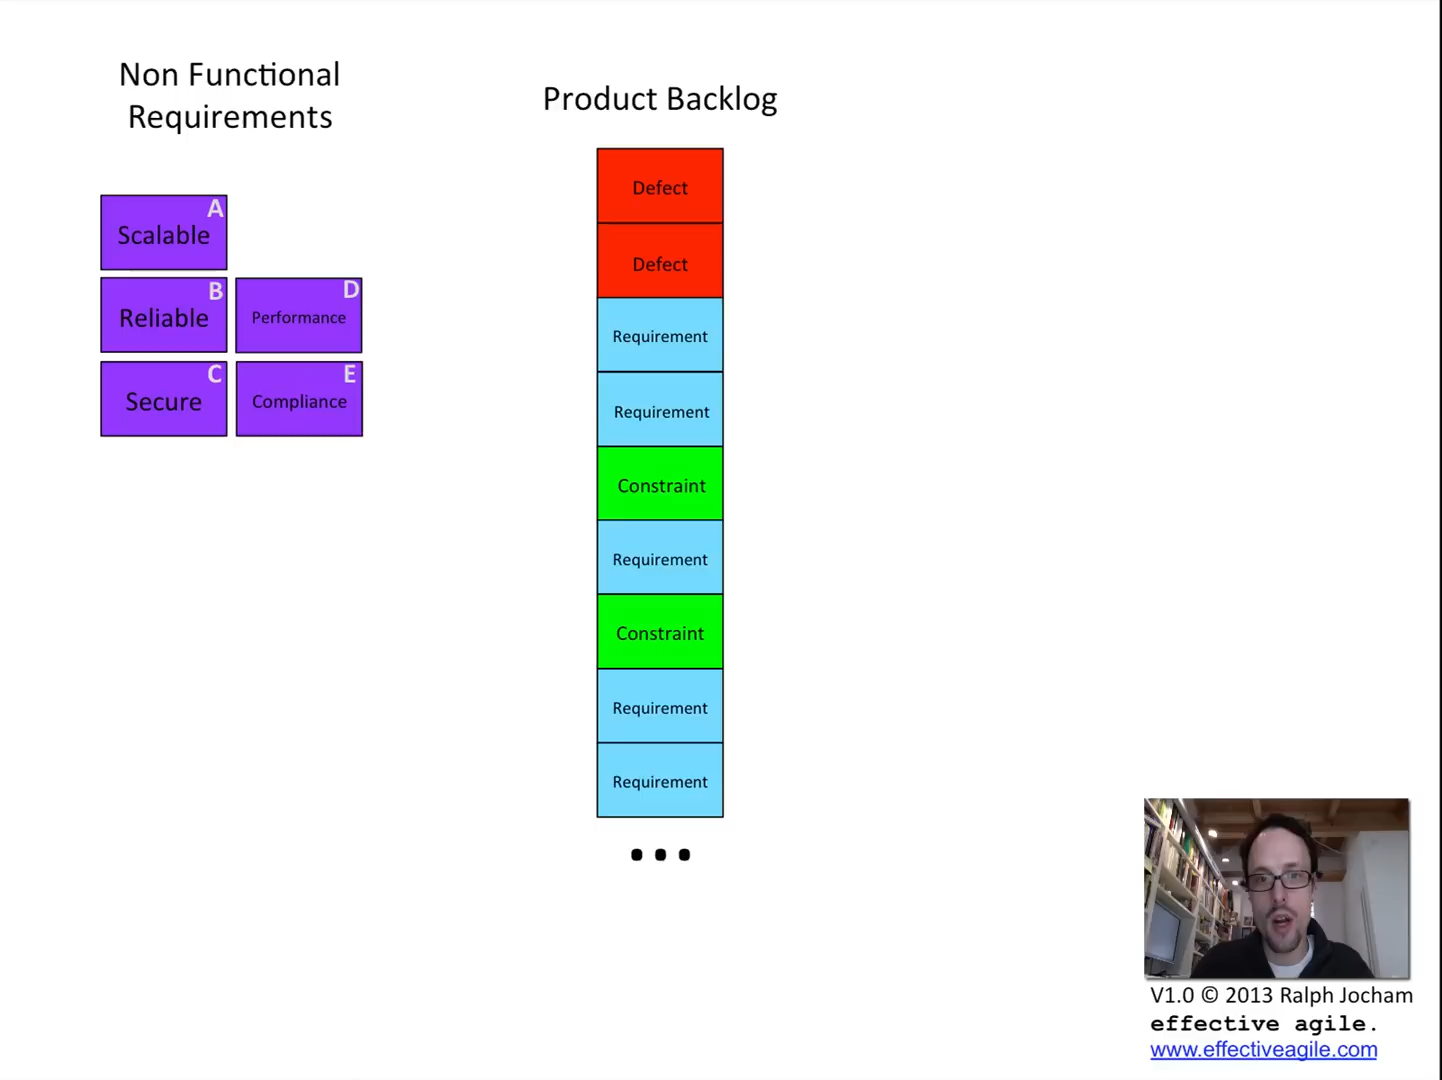 Non Functional
Requirements
A
Scalable
B
Reliable
D
Performance
C
Secure
E
Compliance
Product Backlog
Defect
Defect
Requirement
Requirement
Constraint
Requirement
Constraint
Requirement
Requirement
...
V1.0 © 2013 Ralph Jocham
effective agile.
www.effectiveagile.com